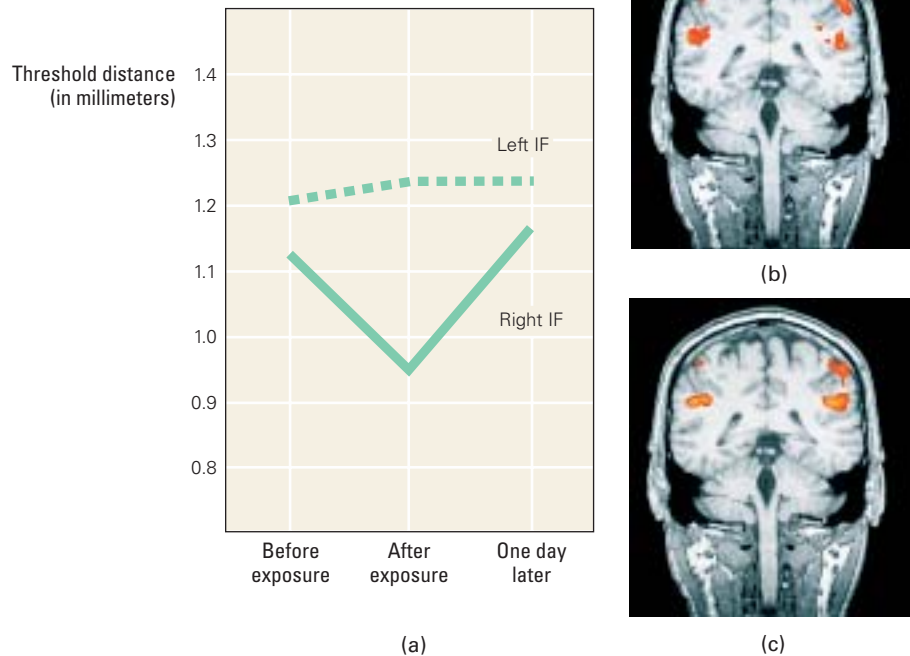 Threshold distance
(in millimeters)
1.4
1.3
1.2
1.1
1.0
0.9
0.8
Left IF
Right IF
Before
exposure
After
exposure
One day
later
(a)
(b)
(c)